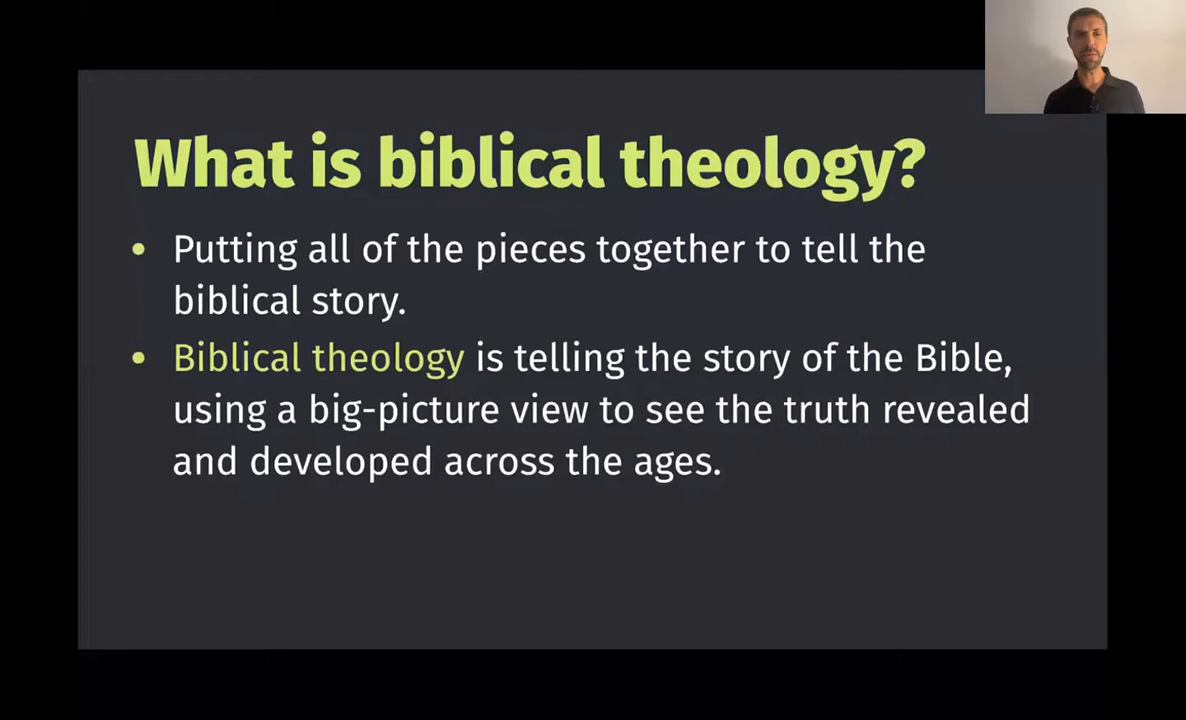 What is biblical theology?
• Putting all of the pieces together to tell the
biblical story.
• Biblical theology is telling the story of the Bible,
using a big-picture view to see the truth revealed
and developed across the ages.